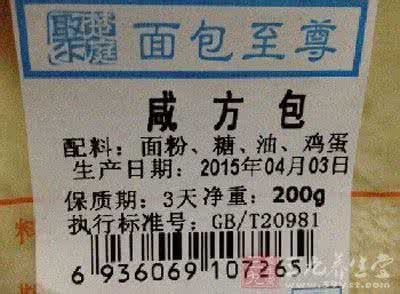 面包至尊
咸方包
配料：面粉、糖、油、鸡蛋
生产日期：2015年04月03日
保质期：3天净重：200g
执行标准号：GB/T20981
6 936069 107265